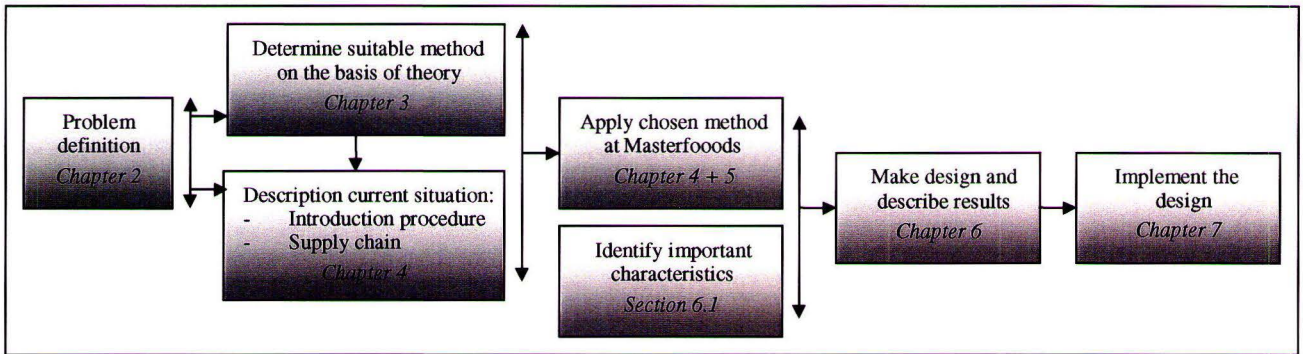 Problem
definition
Chapter 2
Determine suitable method
on the basis of theory
Chapter 3
Description current situation:
- Introduction procedure
- Supply chain
Chapter 4
Apply chosen method
at Masterfooods
Chapter 4 + 5
Identify important
characteristics
Section 6.1
Make design and
describe results
Chapter 6
Implement the
design
Chapter 7